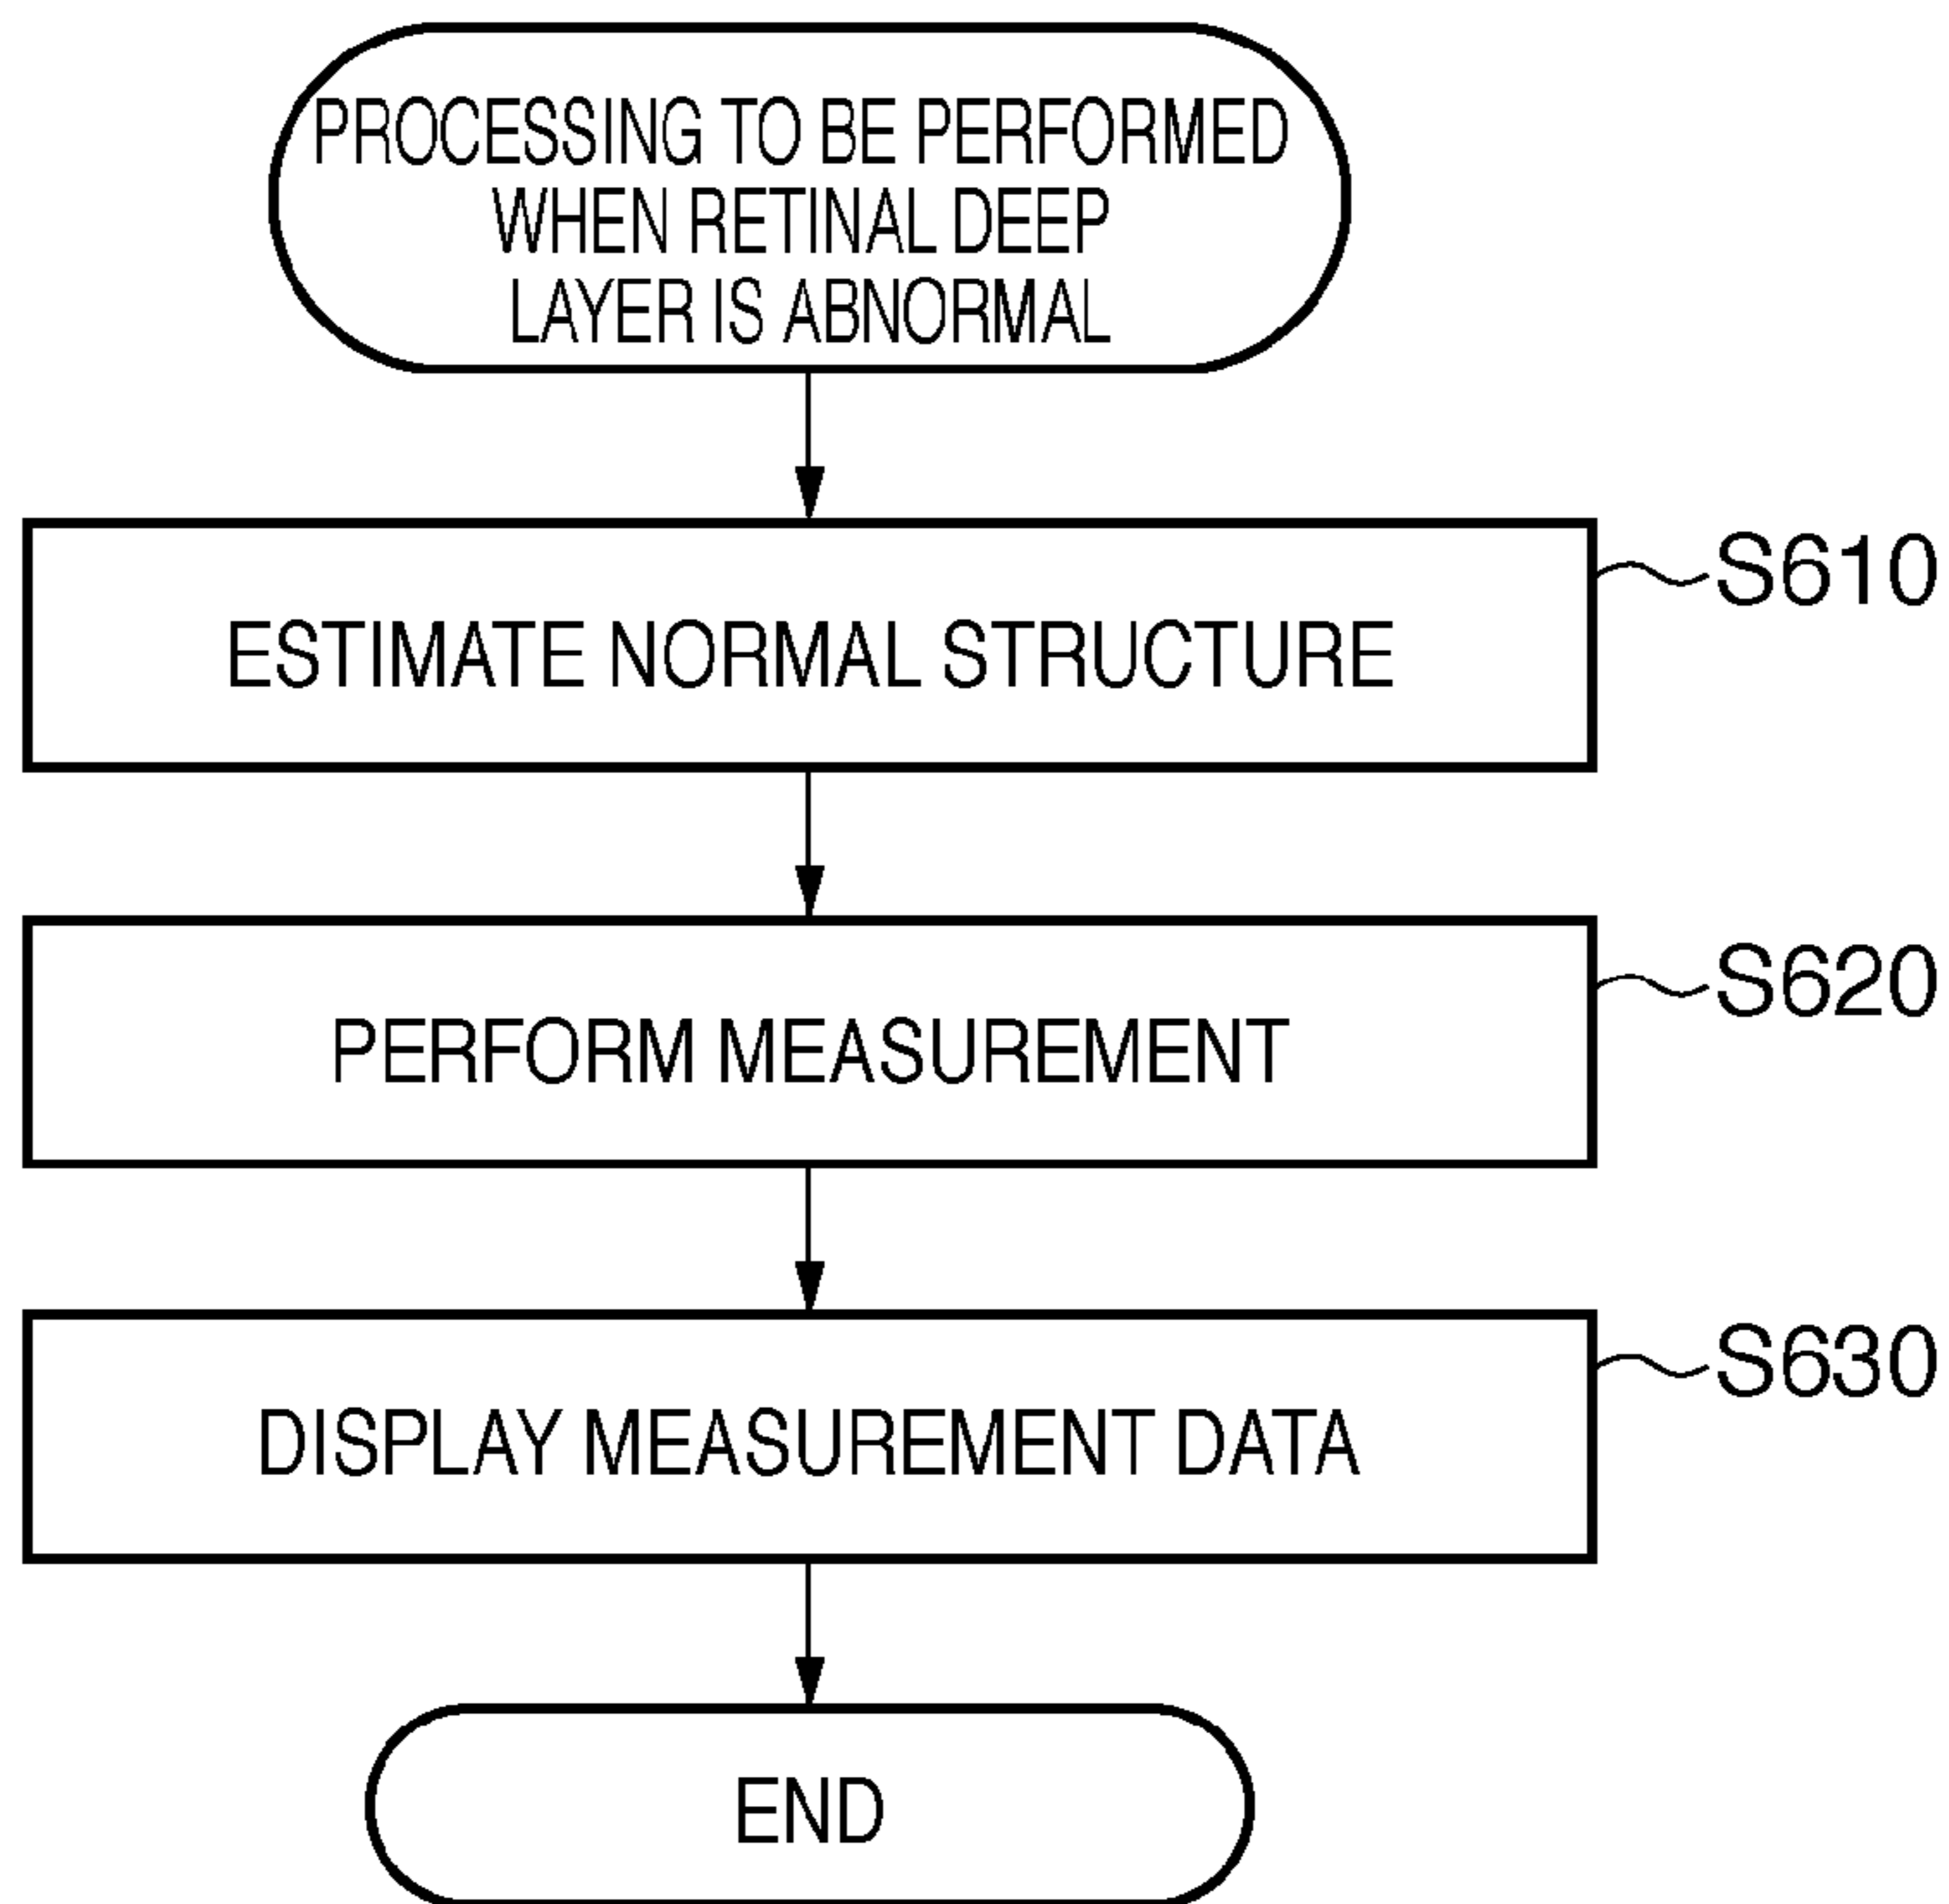 PROCESSING TO BE PERFORMED
WHEN RETINAL DEEP
LAYER IS ABNORMAL
S610
ESTIMATE NORMAL STRUCTURE
S620
PERFORM MEASUREMENT
S630
DISPLAY MEASUREMENT DATA
END